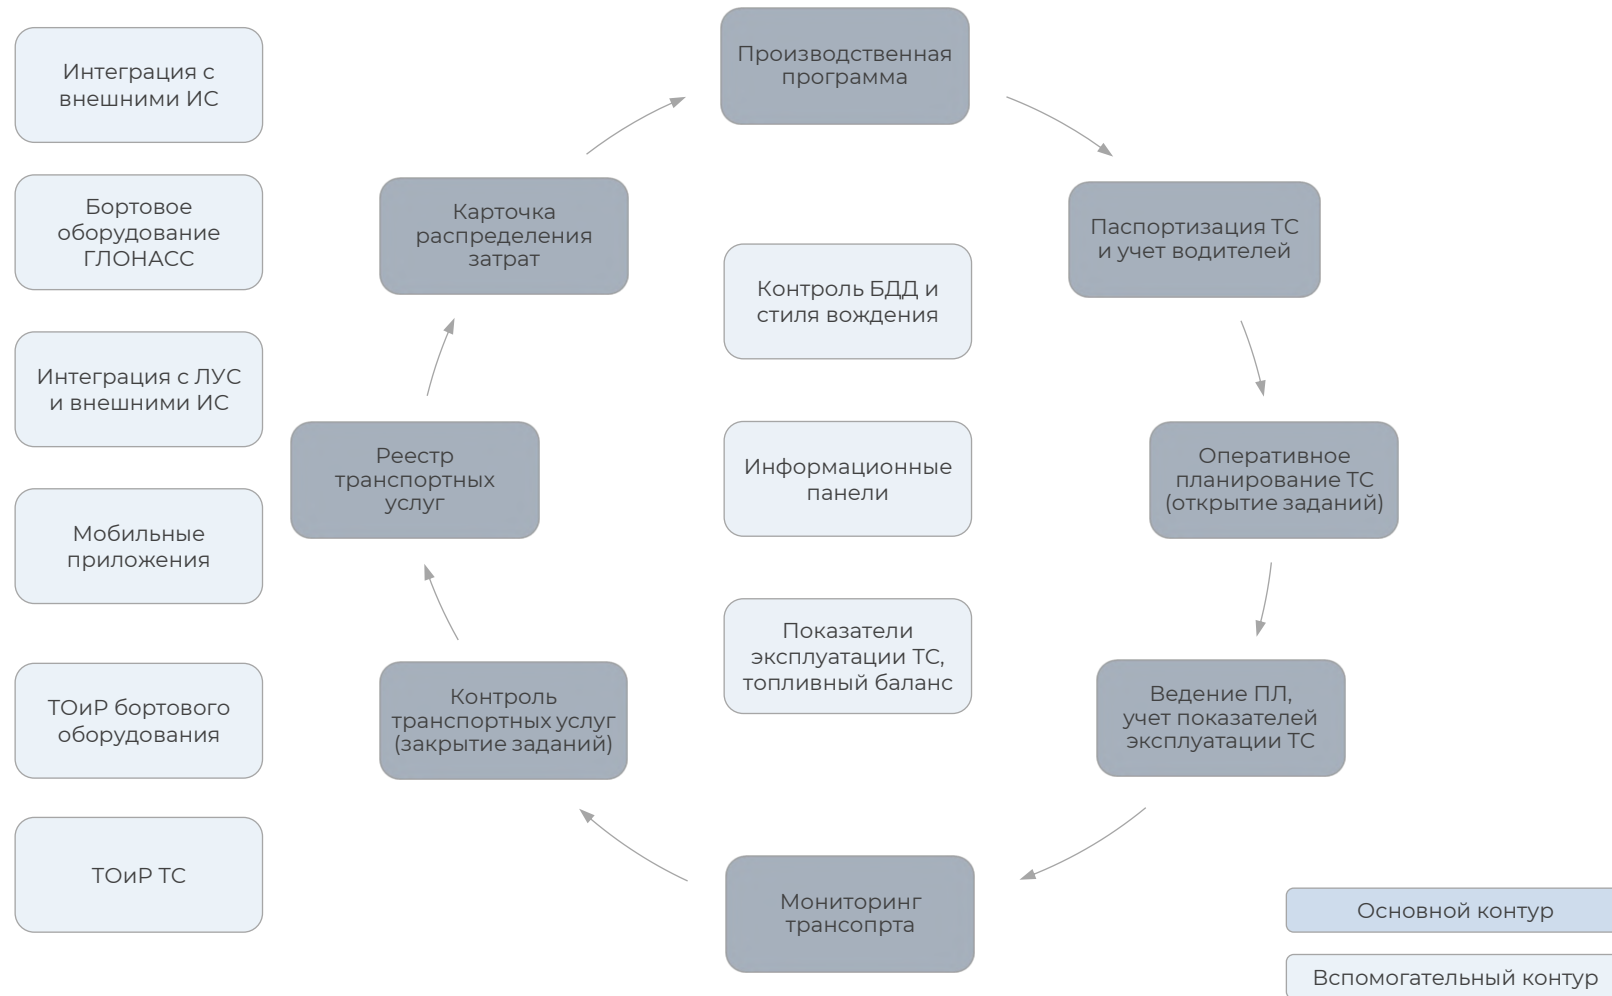 Интеграция с
внешними ИС
Бортовое
оборудование
ГЛОНАСС
Интеграция с ЛУС
и внешними ИС
Мобильные
приложения
ТОиР бортового
оборудования
ТОиР ТС
Производственная
программа
Паспортизация ТС
и учет водителей
Оперативное
планирование ТС
(открытие заданий)
Ведение ПЛ,
учет показателей
эксплуатации ТС
Мониторинг
трансопрта
Контроль
транспортных услуг
(закрытие заданий)
Реестр
транспортных
услуг
Карточка
распределения
затрат
Контроль БДД и
стиля вождения
Информационные
панели
Показатели
эксплуатации ТС,
топливный баланс
Основной контур
Вспомогательный контур